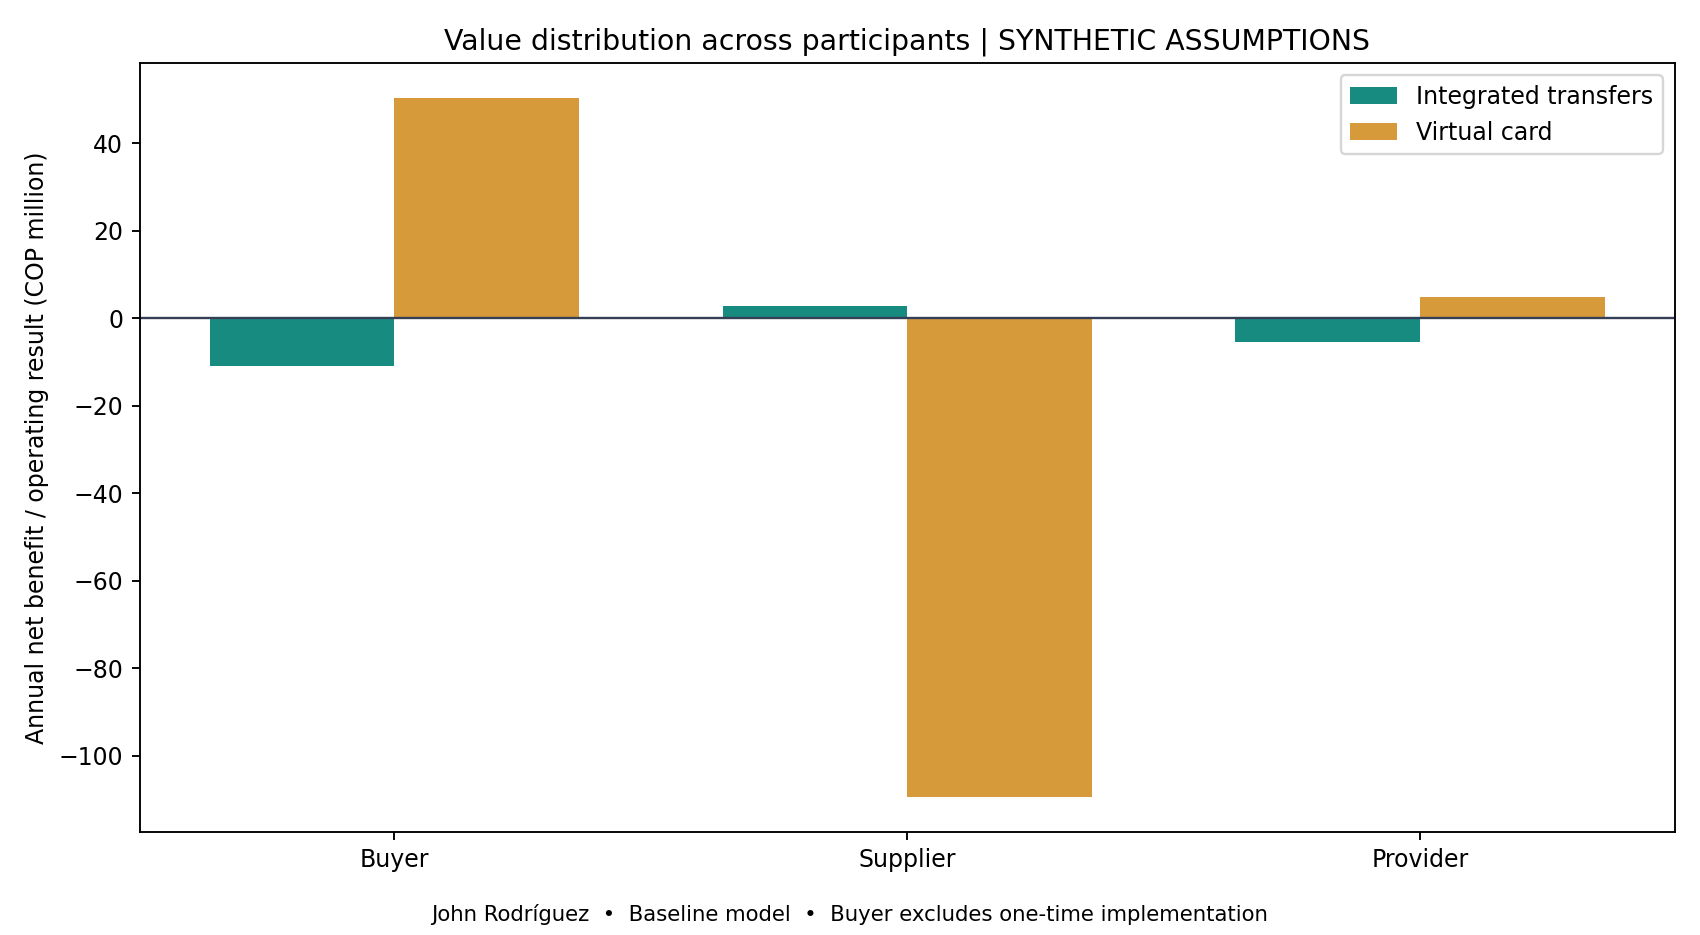 Value distribution across participants | SYNTHETIC ASSUMPTIONS
Integrated transfers
Virtual card
Annual net benefit / operating result (COP million)
40
20
0
−20
−40
−60
−80
−100
Buyer
Supplier
Provider
John Rodríguez • Baseline model • Buyer excludes one-time implementation